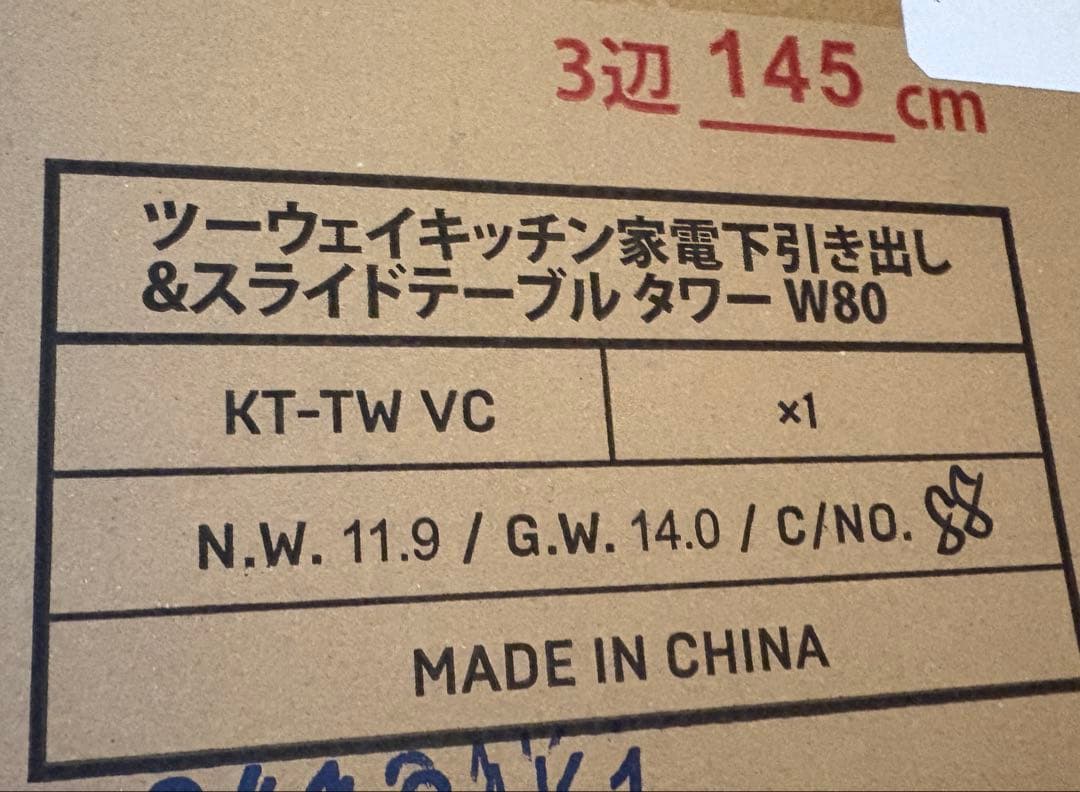 3辺 145 cm
ツーウェイキッチン家電下引き出し
&スライドテーブル タワー W80
KT-TW VC
×1
N.W. 11.9 / G.W. 14.0 / C/NO. 88
MADE IN CHINA